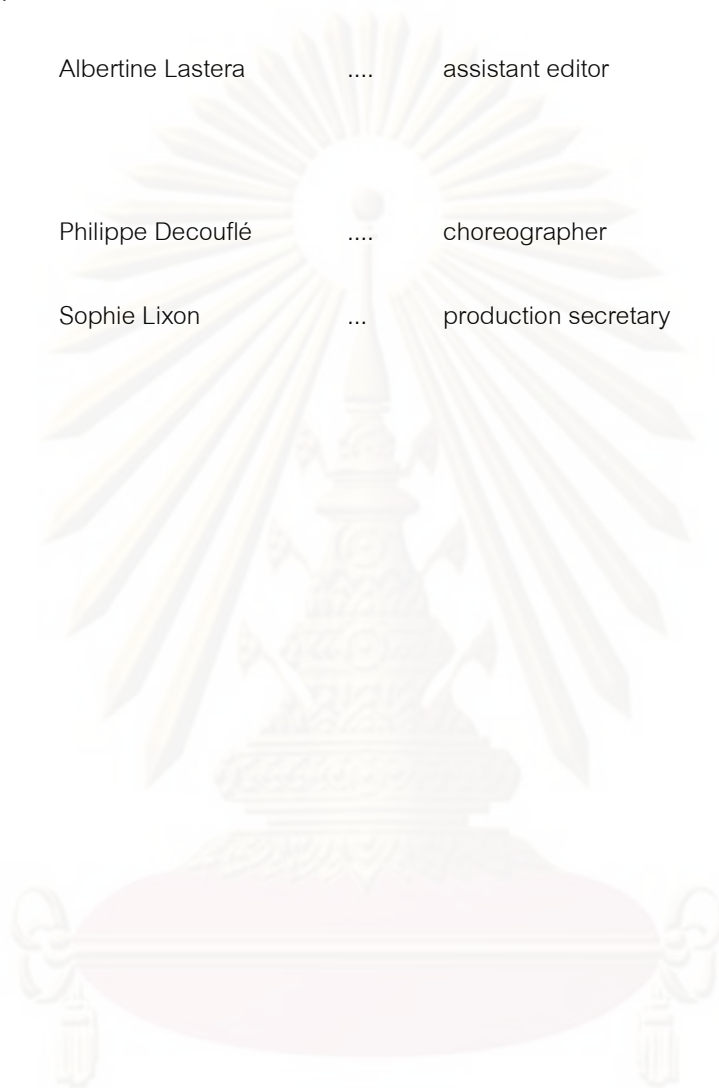 Albertine Lastera .... assistant editor
Philippe Decouflé .... choreographer
Sophie Lixon ... production secretary